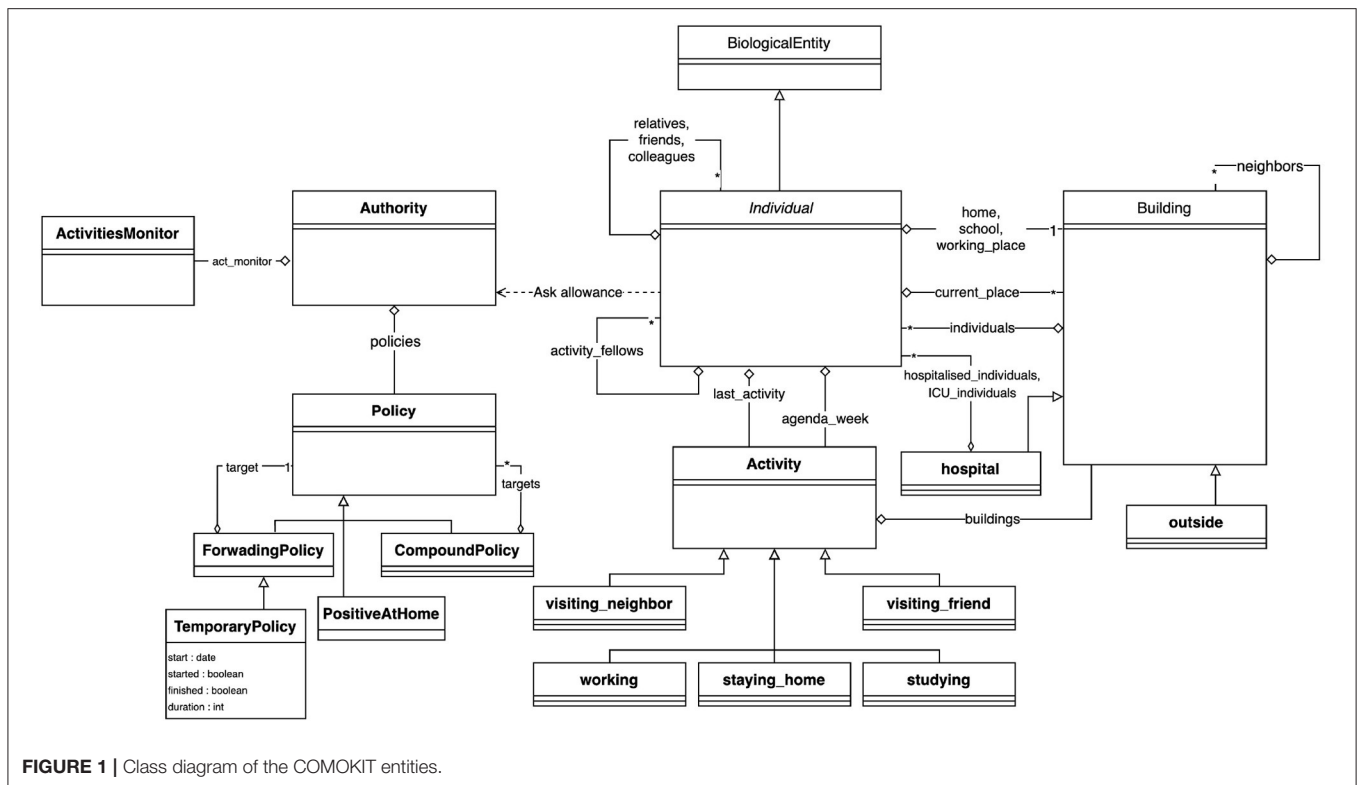 BiologicalEntity
relatives,
friends,
colleagues
*
neighbors
*
Authority
Individual
Building
ActivitiesMonitor
act_monitor
home,
school,
working_place
1
Ask allowance
current_place
*
*
individuals
*
activity_fellows
policies
*
hospitalised_individuals,
ICU_individuals
last_activity
agenda_week
Policy
Activity
hospital
target
1
*
targets
buildings
outside
ForwadingPolicy
CompoundPolicy
visiting_neighbor
visiting_friend
PositiveAtHome
TemporaryPolicy
start : date
started : boolean
finished : boolean
duration : int
working
staying_home
studying
FIGURE 1 | Class diagram of the COMOKIT entities.